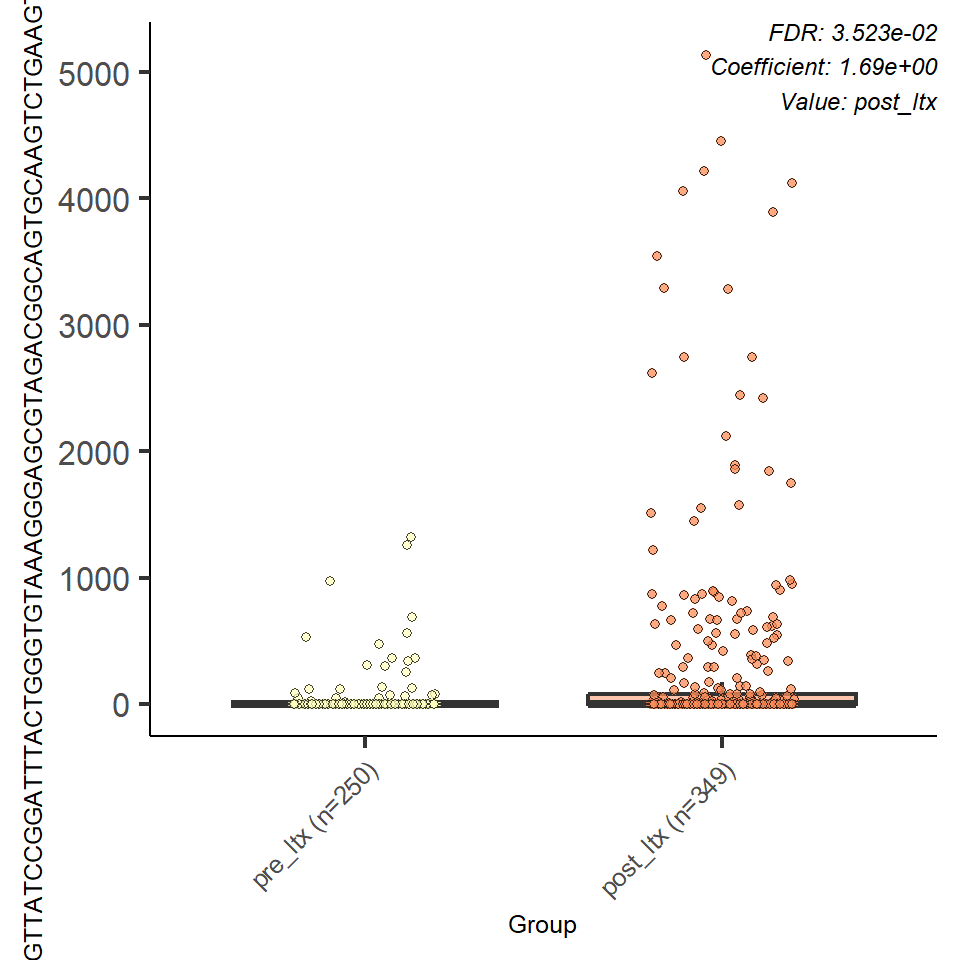 FDR: 3.523e-02
Coefficient: 1.69e+00
Value: post_ltx
5000
4000
3000
2000
1000
0
GTTATCCGGATTTACTGGGTGTAAAGGGAGCGTAGACGGCAGTGCAAGTCTGAAG
pre_ltx (n=250)
post_ltx (n=349)
Group